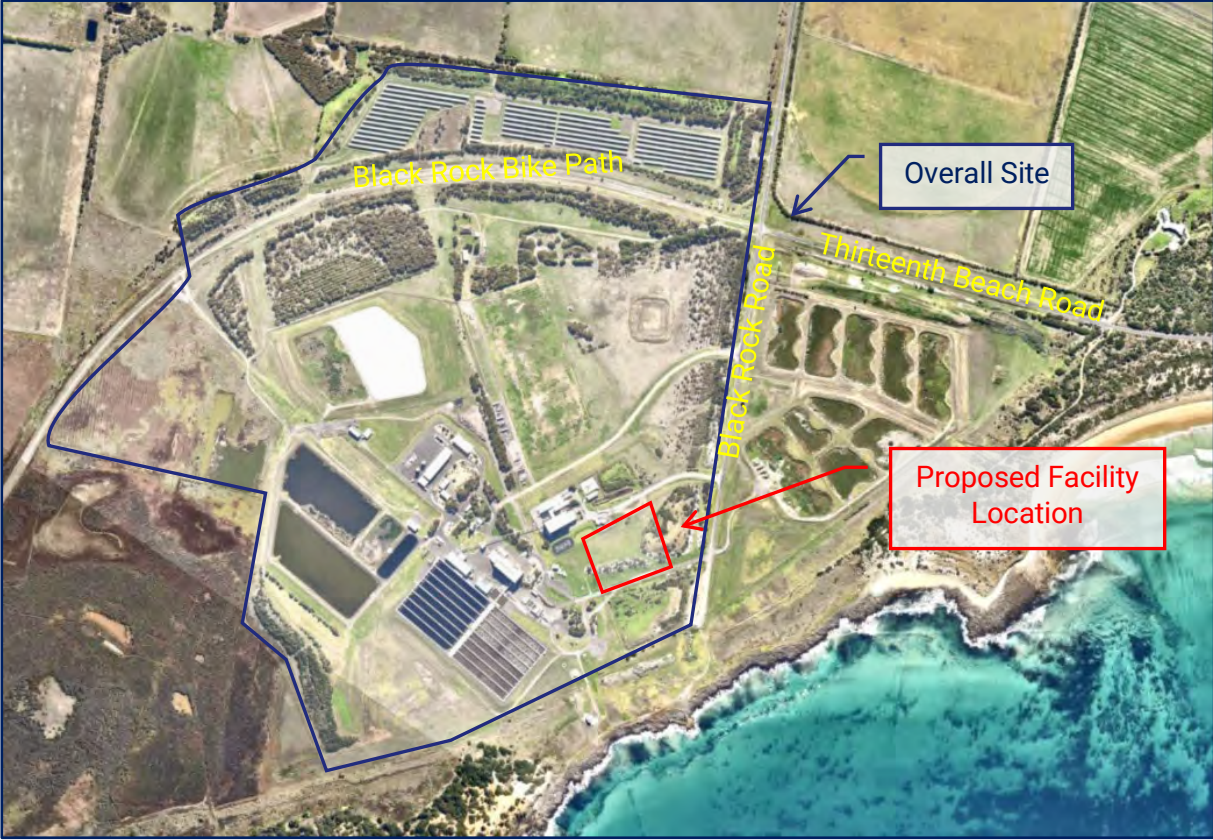 Black Rock Bike Path
Overall Site
Thirteenth Beach Road
Black Rock Road
Proposed Facility
Location